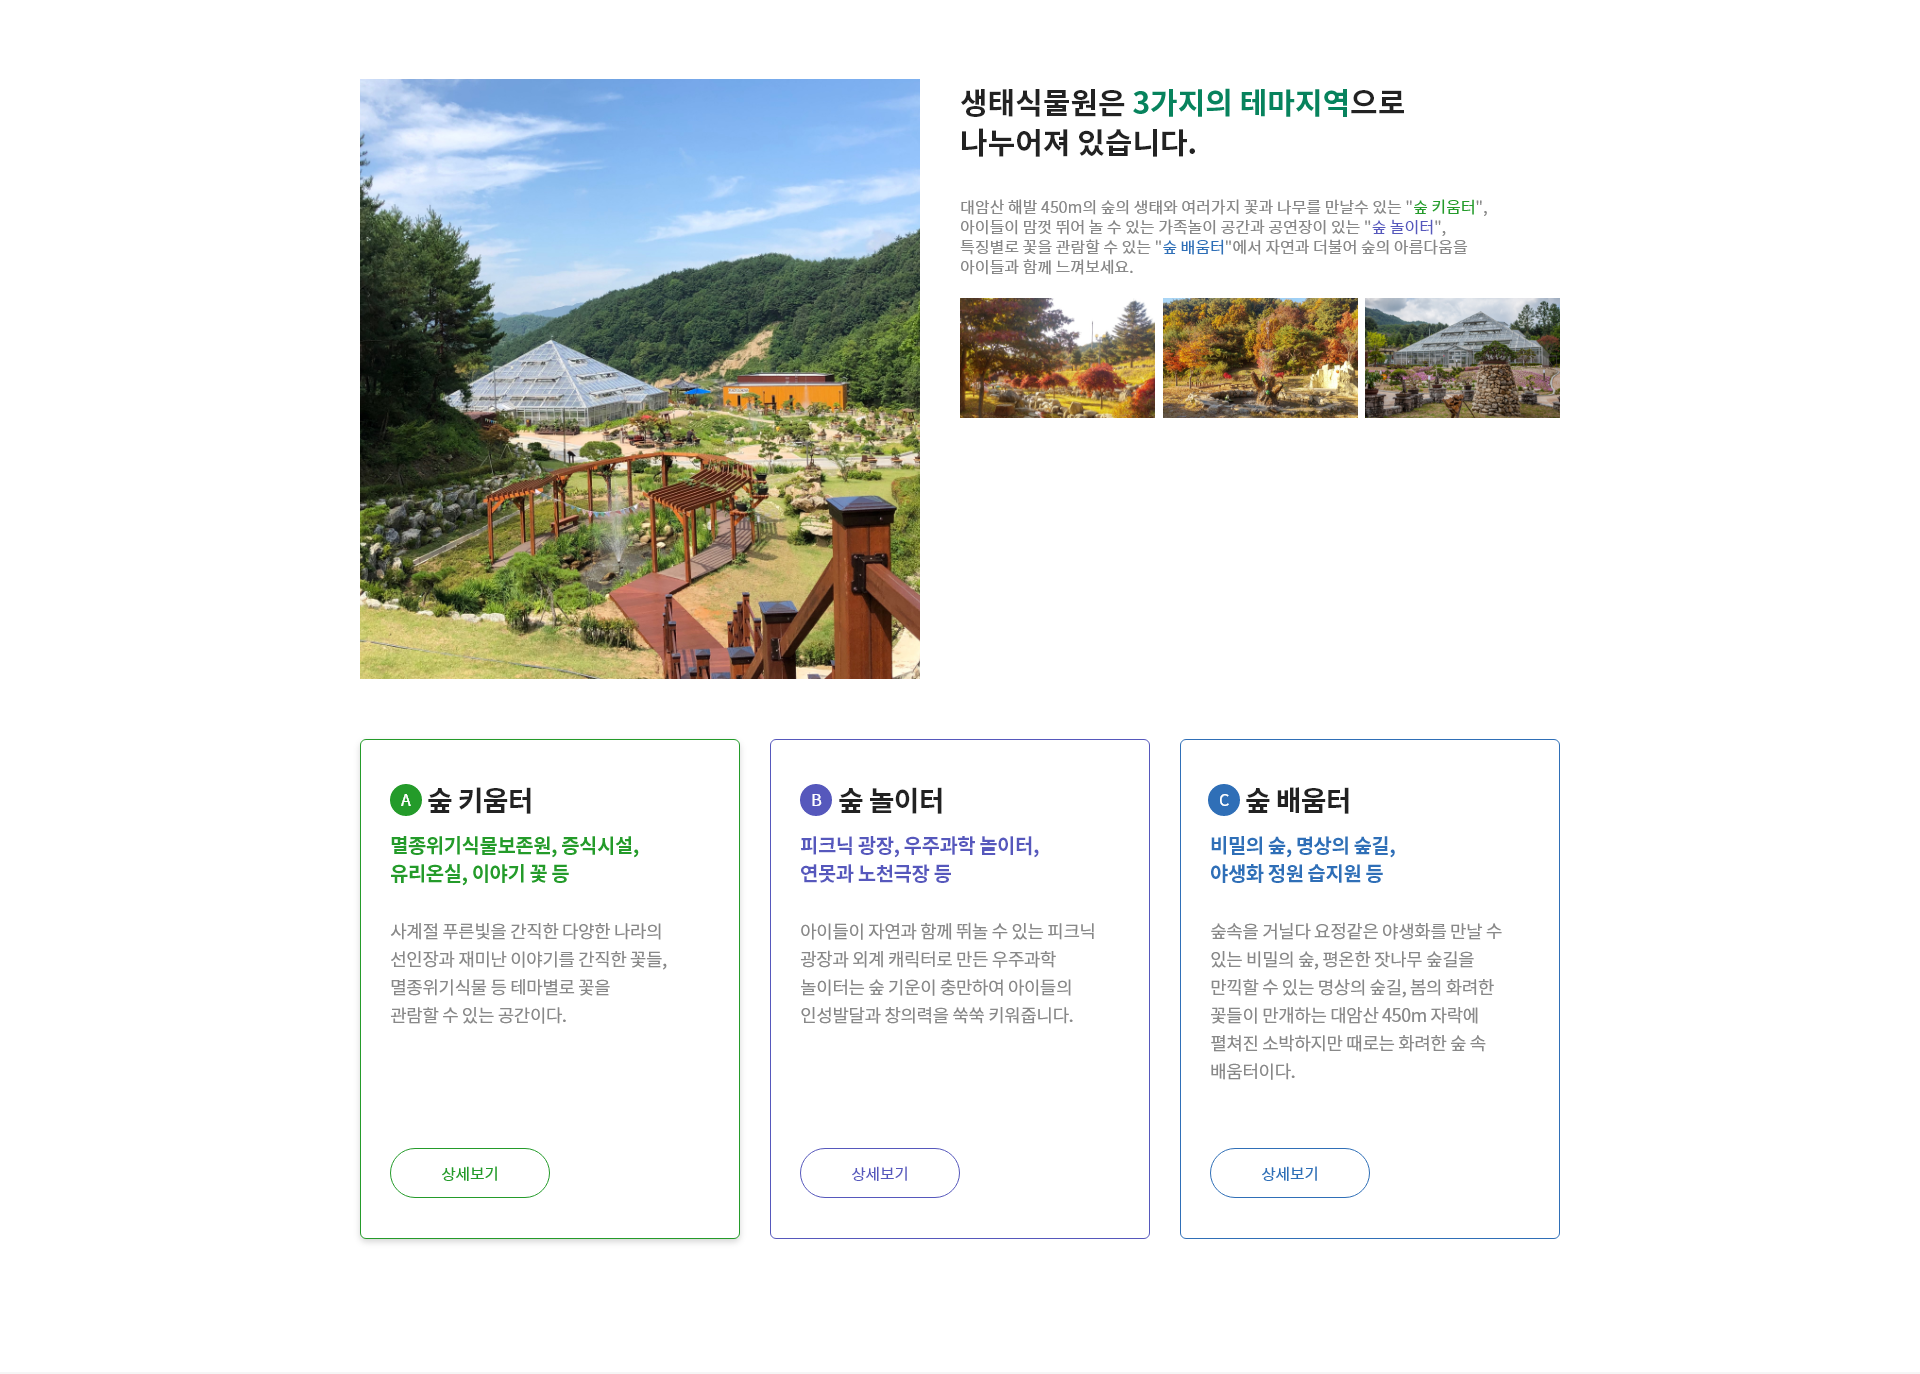 생태식물원은 3가지의 테마지역으로
나누어져 있습니다.
대암산 해발 450m의 숲의 생태와 여러가지 꽃과 나무를 만날수 있는 "숲 키움터",
아이들이 맘껏 뛰어 놀 수 있는 가족놀이 공간과 공연장이 있는 "숲 놀이터",
특징별로 꽃을 관람할 수 있는 "숲 배움터"에서 자연과 더불어 숲의 아름다움을
아이들과 함께 느껴보세요.
A 숲 키움터
멸종위기식물보존원, 증식시설,
유리온실, 이야기 꽃 등
사계절 푸른빛을 간직한 다양한 나라의
선인장과 재미난 이야기를 간직한 꽃들,
멸종위기식물 등 테마별로 꽃을
관람할 수 있는 공간이다.
상세보기
B 숲 놀이터
피크닉 광장, 우주과학 놀이터,
연못과 노천극장 등
아이들이 자연과 함께 뛰놀 수 있는 피크닉
광장과 외계 캐릭터로 만든 우주과학
놀이터는 숲 기운이 충만하여 아이들의
인성발달과 창의력을 쑥쑥 키워줍니다.
상세보기
C 숲 배움터
비밀의 숲, 명상의 숲길,
야생화 정원 습지원 등
숲속을 거닐다 요정같은 야생화를 만날 수
있는 비밀의 숲, 평온한 잣나무 숲길을
만끽할 수 있는 명상의 숲길, 봄의 화려한
꽃들이 만개하는 대암산 450m 자락에
펼쳐진 소박하지만 때로는 화려한 숲 속
배움터이다.
상세보기